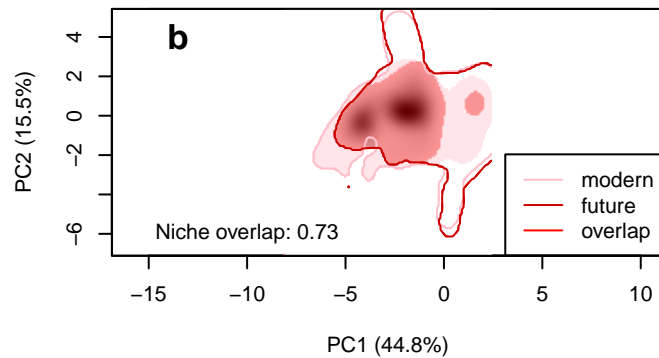 b
4
2
0
−2
−4
−6
PC2 (15.5%)
Niche overlap: 0.73
modern
future
overlap
−15
−10
−5
0
5
10
PC1 (44.8%)